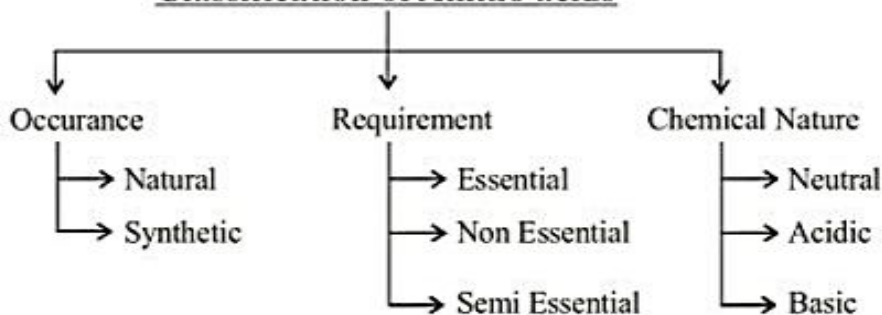 Occurance Requirement Chemical Nature
Natural Essential Neutral
Synthetic Non Essential Acidic
Semi Essential Basic